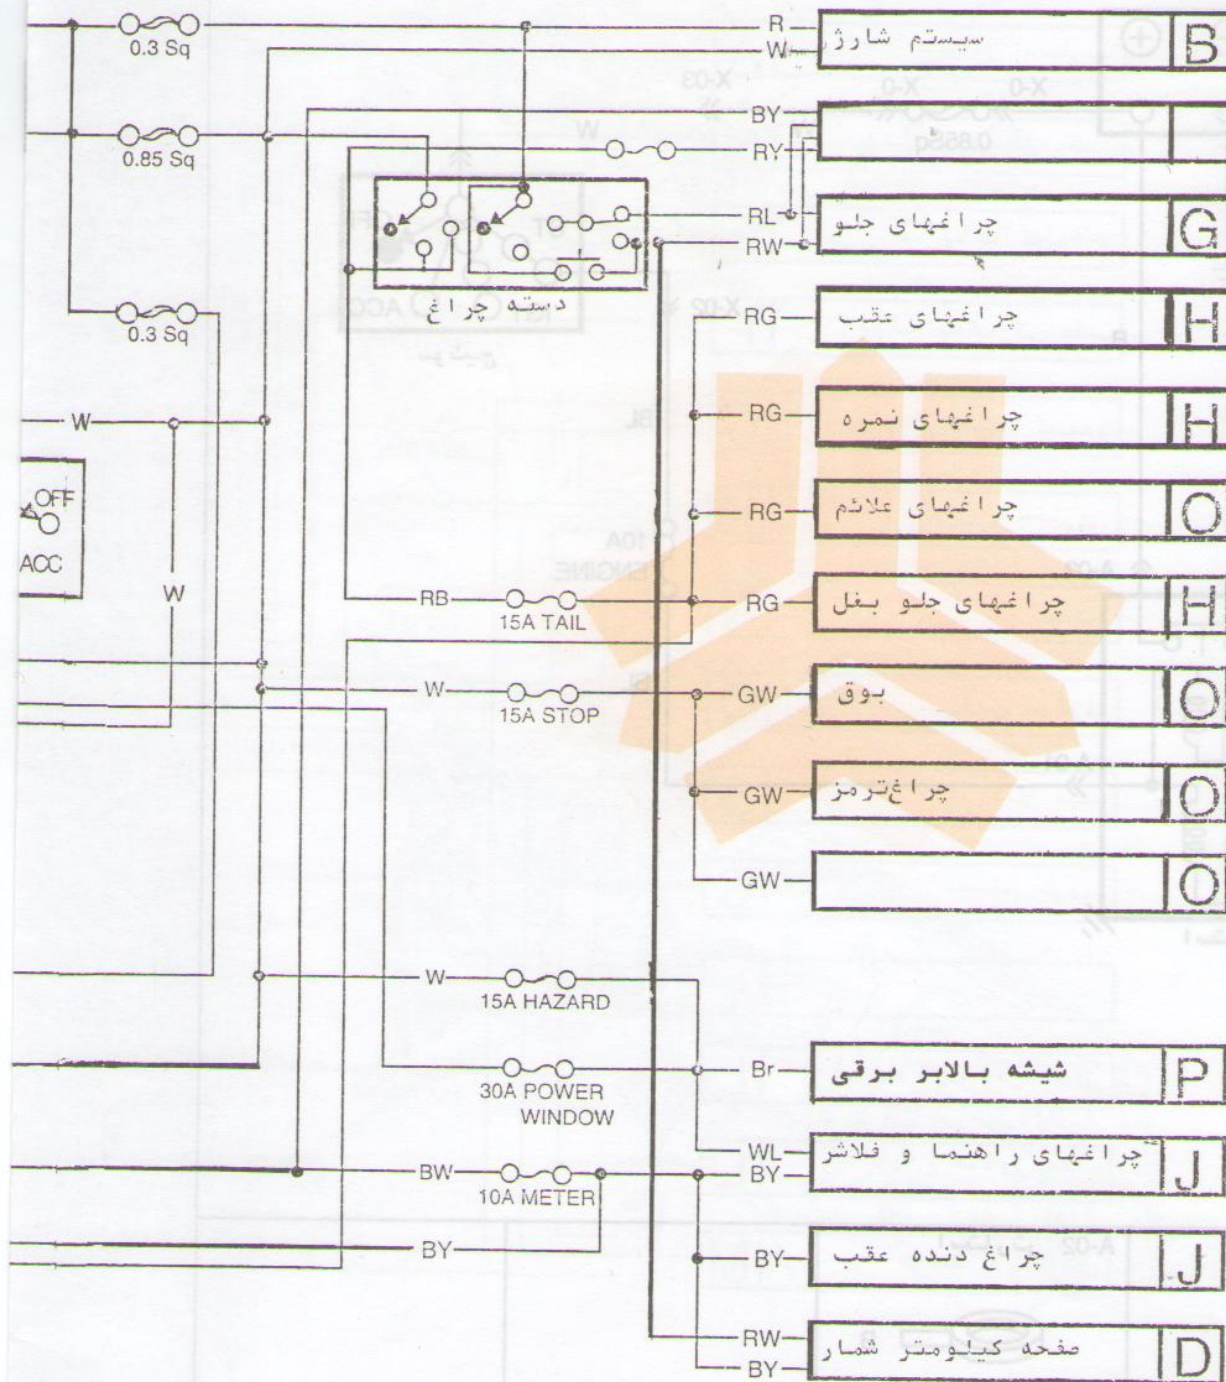 0.3 Sq
R
W
سیستم شارژ
B
BY
0.85 Sq
RY
RL
RW
چراغهای جلو
G
دسته چراغ
0.3 Sq
RG
چراغهای عقب
H
W
RG
چراغهای نمره
H
OFF
ACC
RG
چراغهای علائم
O
W
RB
15A TAIL
RG
چراغهای جلو بغل
H
W
15A STOP
GW
بوق
O
GW
چراغ ترمز
O
GW
O
W
15A HAZARD
30A POWER
WINDOW
Br
شیشه بالابر برقی
P
WL
BY
چراغهای راهنما و فلاشر
J
BW
10A METER
BY
BY
چراغ دنده عقب
J
RW
BY
صفحه کیلومتر شمار
D